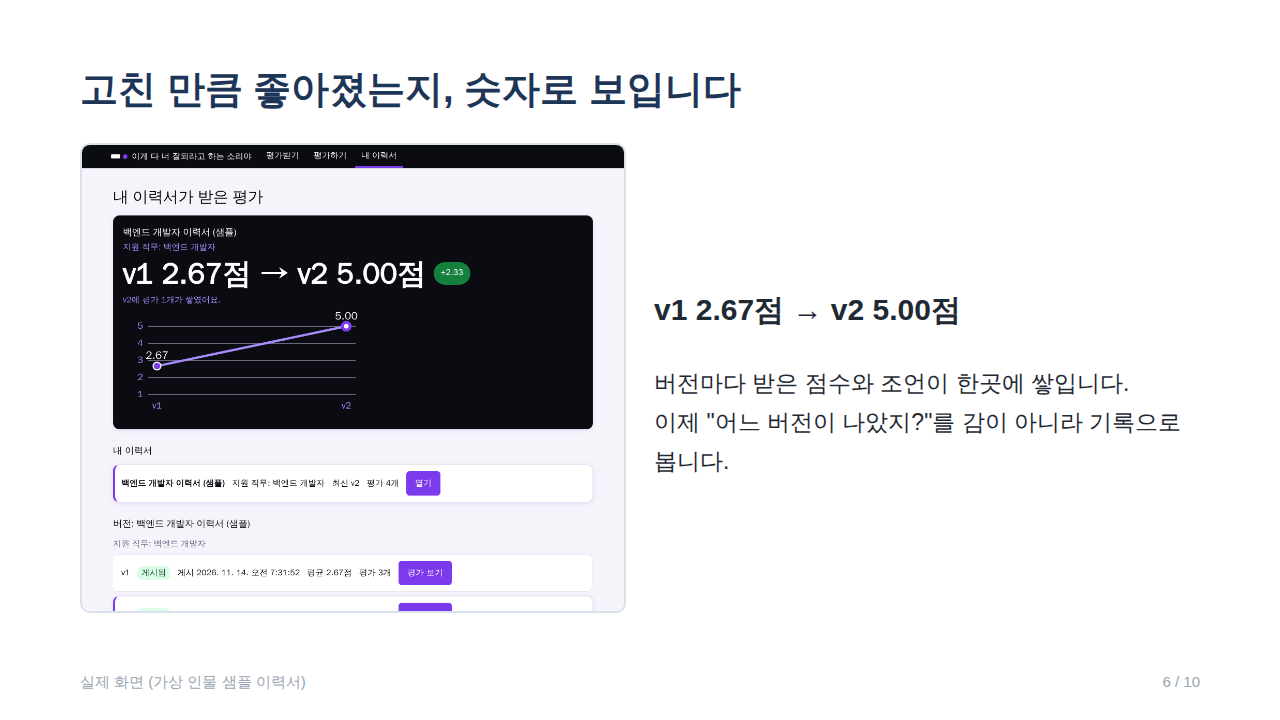 고친 만큼 좋아졌는지, 숫자로 보입니다
이게 다 너 잘되라고 하는 소리야 평가받기 평가하기 내 이력서
내 이력서가 받은 평가
백엔드 개발자 이력서 (샘플)
지원 직무: 백엔드 개발자
v1 2.67점 → v2 5.00점 +2.33
v2에 평가 1개가 쌓였어요.
5.00
5
4
2.67
3
2
1
v1 v2
내 이력서
백엔드 개발자 이력서 (샘플) 지원 직무: 백엔드 개발자 최신 v2 평가 4개 열기
버전: 백엔드 개발자 이력서 (샘플)
지원 직무: 백엔드 개발자
v1 게시됨 게시 2026. 11. 14. 오전 7:31:52 평균 2.67점 평가 3개 평가 보기
v1 2.67점 → v2 5.00점
버전마다 받은 점수와 조언이 한곳에 쌓입니다.
이제 "어느 버전이 나았지?"를 감이 아니라 기록으로
봅니다.
실제 화면 (가상 인물 샘플 이력서)
6 / 10